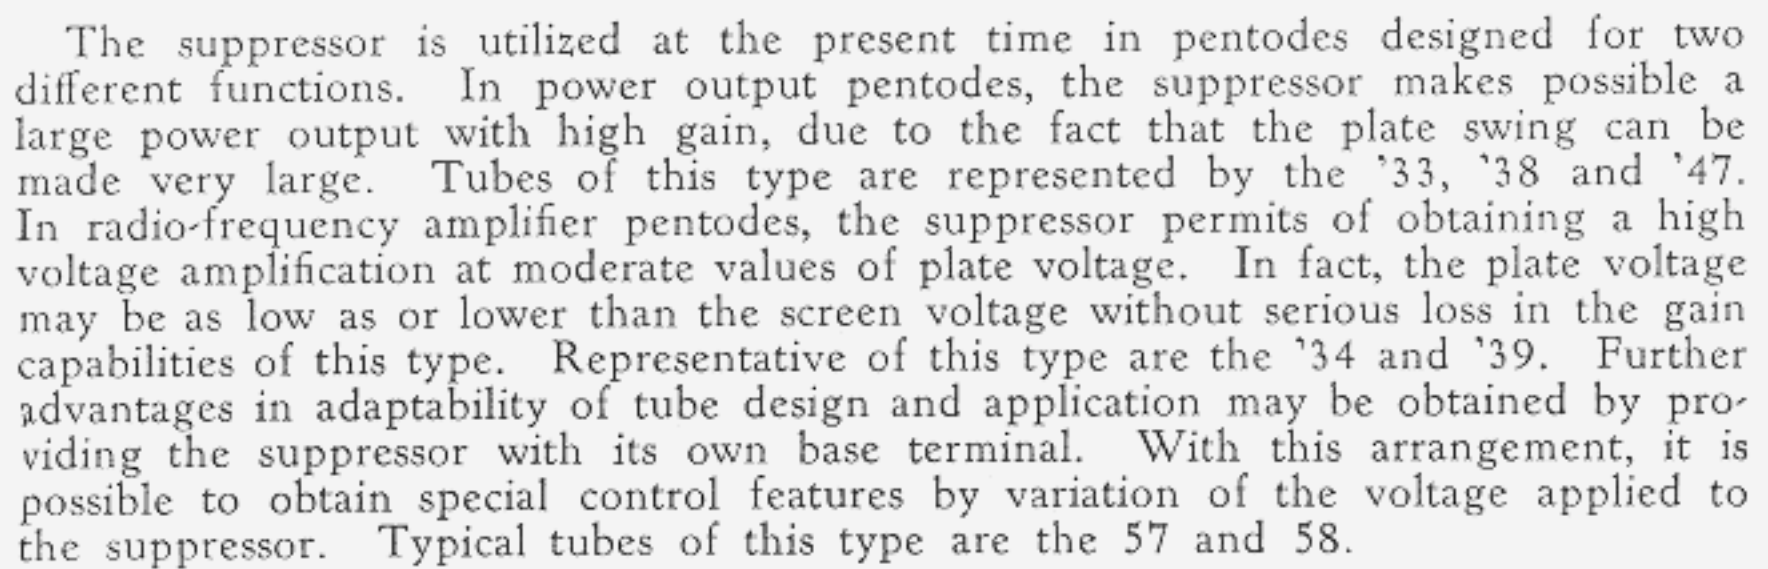 The suppressor is utilized at the present time in pentodes designed for two
different functions. In power output pentodes, the suppressor makes possible a
large power output with high gain, due to the fact that the plate swing can be
made very large. Tubes of this type are represented by the '33, '38 and '47.
In radio-frequency amplifier pentodes, the suppressor permits of obtaining a high
voltage amplification at moderate values of plate voltage. In fact, the plate voltage
may be as low as or lower than the screen voltage without serious loss in the gain
capabilities of this type. Representative of this type are the '34 and '39. Further
advantages in adaptability of tube design and application may be obtained by pro-
viding the suppressor with its own base terminal. With this arrangement, it is
possible to obtain special control features by variation of the voltage applied to
the suppressor. Typical tubes of this type are the 57 and 58.